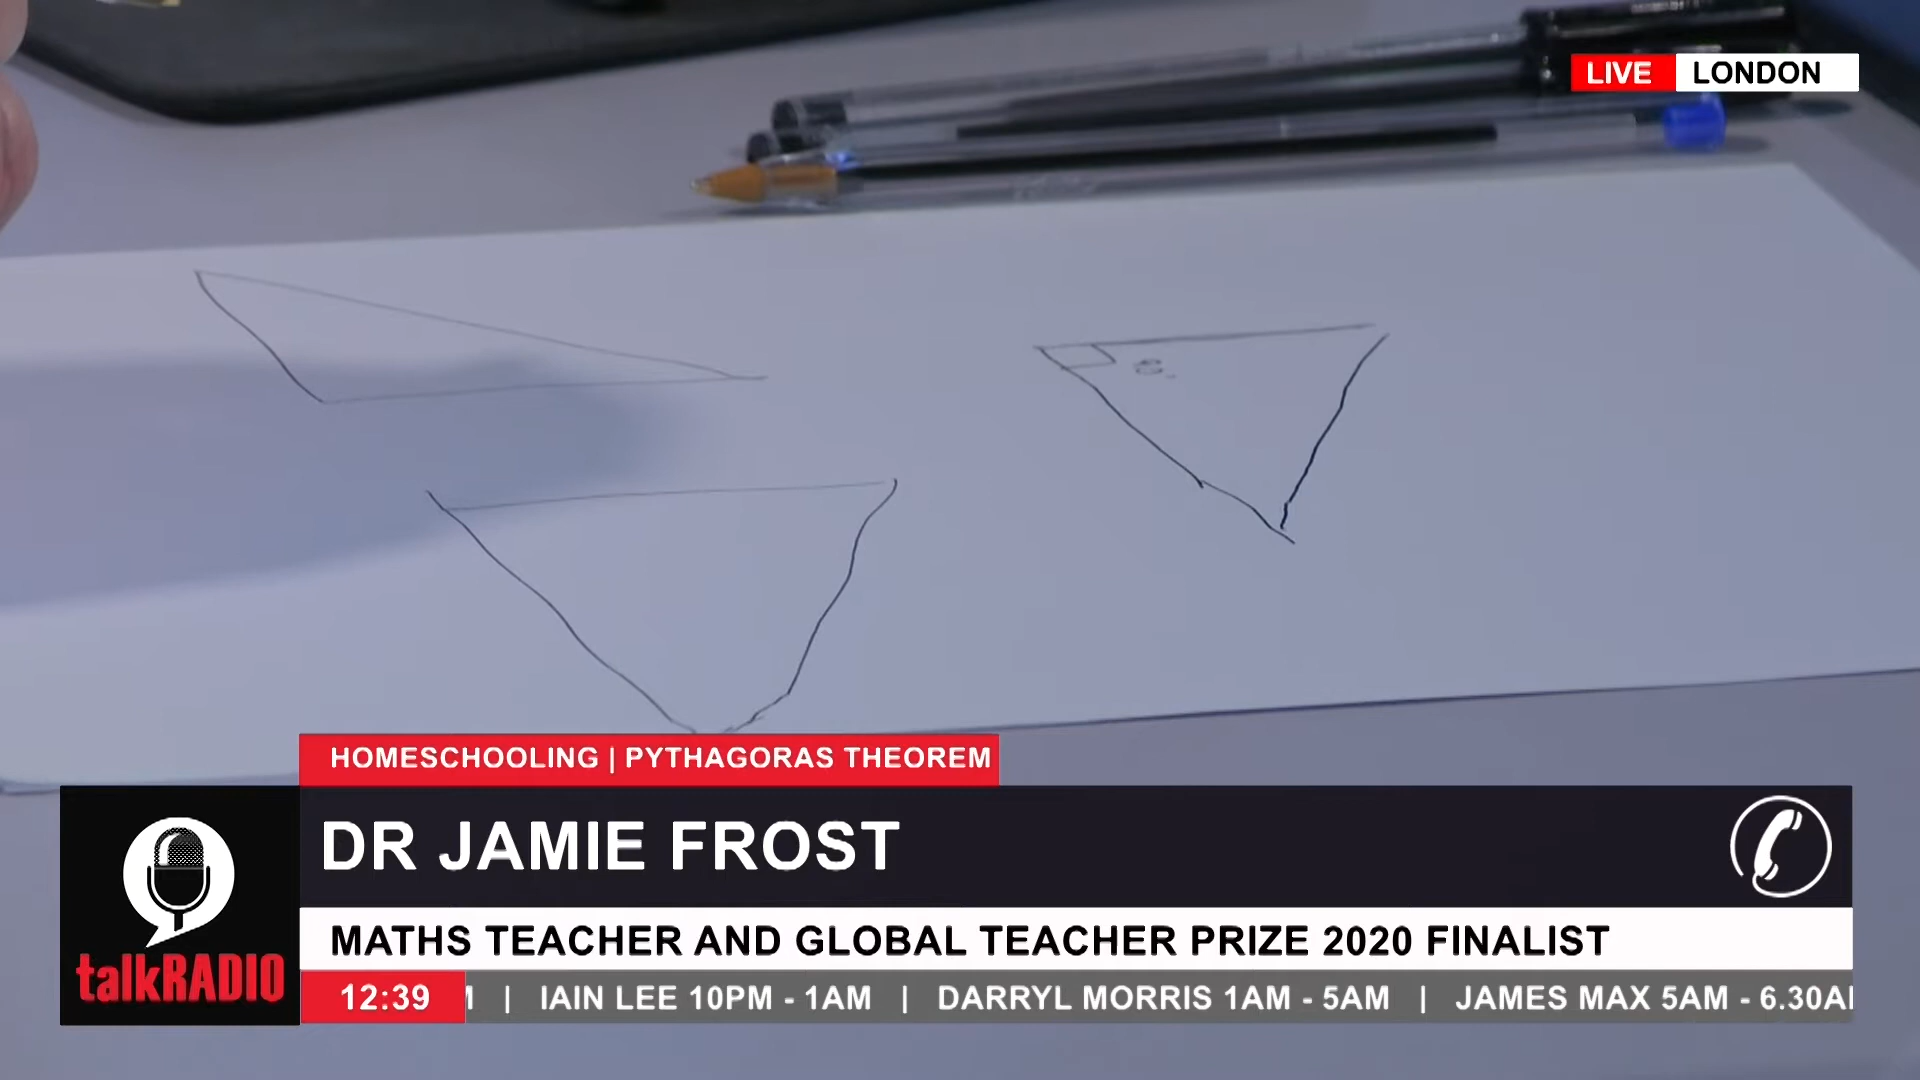 LIVE LONDON
HOMESCHOOLING | PYTHAGORAS THEOREM
DR JAMIE FROST
MATHS TEACHER AND GLOBAL TEACHER PRIZE 2020 FINALIST
talkRADIO
12:39 | IAIN LEE 10PM - 1AM | DARRYL MORRIS 1AM - 5AM | JAMES MAX 5AM - 6.30A